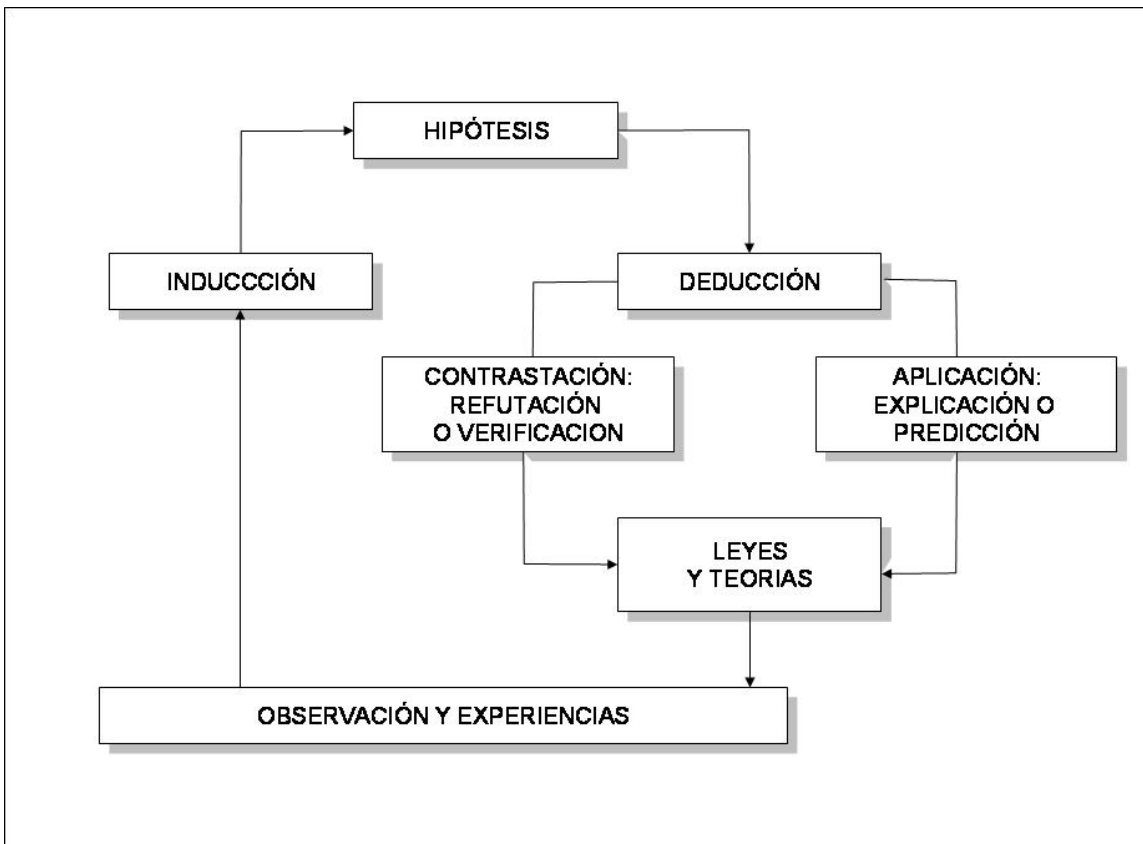 HIPÓTESIS
INDUCCCIÓN
DEDUCCIÓN
CONTRASTACIÓN:
REFUTACIÓN
O VERIFICACION
APLICACIÓN:
EXPLICACIÓN O
PREDICCIÓN
LEYES
Y TEORIAS
OBSERVACIÓN Y EXPERIENCIAS